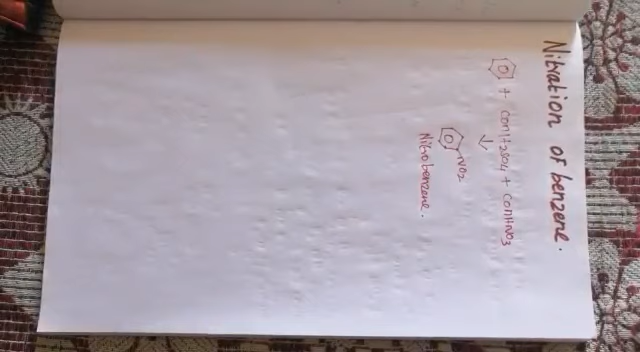 Nitration of benzene.
+ conH2SO4 + conHNO3
↓
NO2
Nitrobenzene.